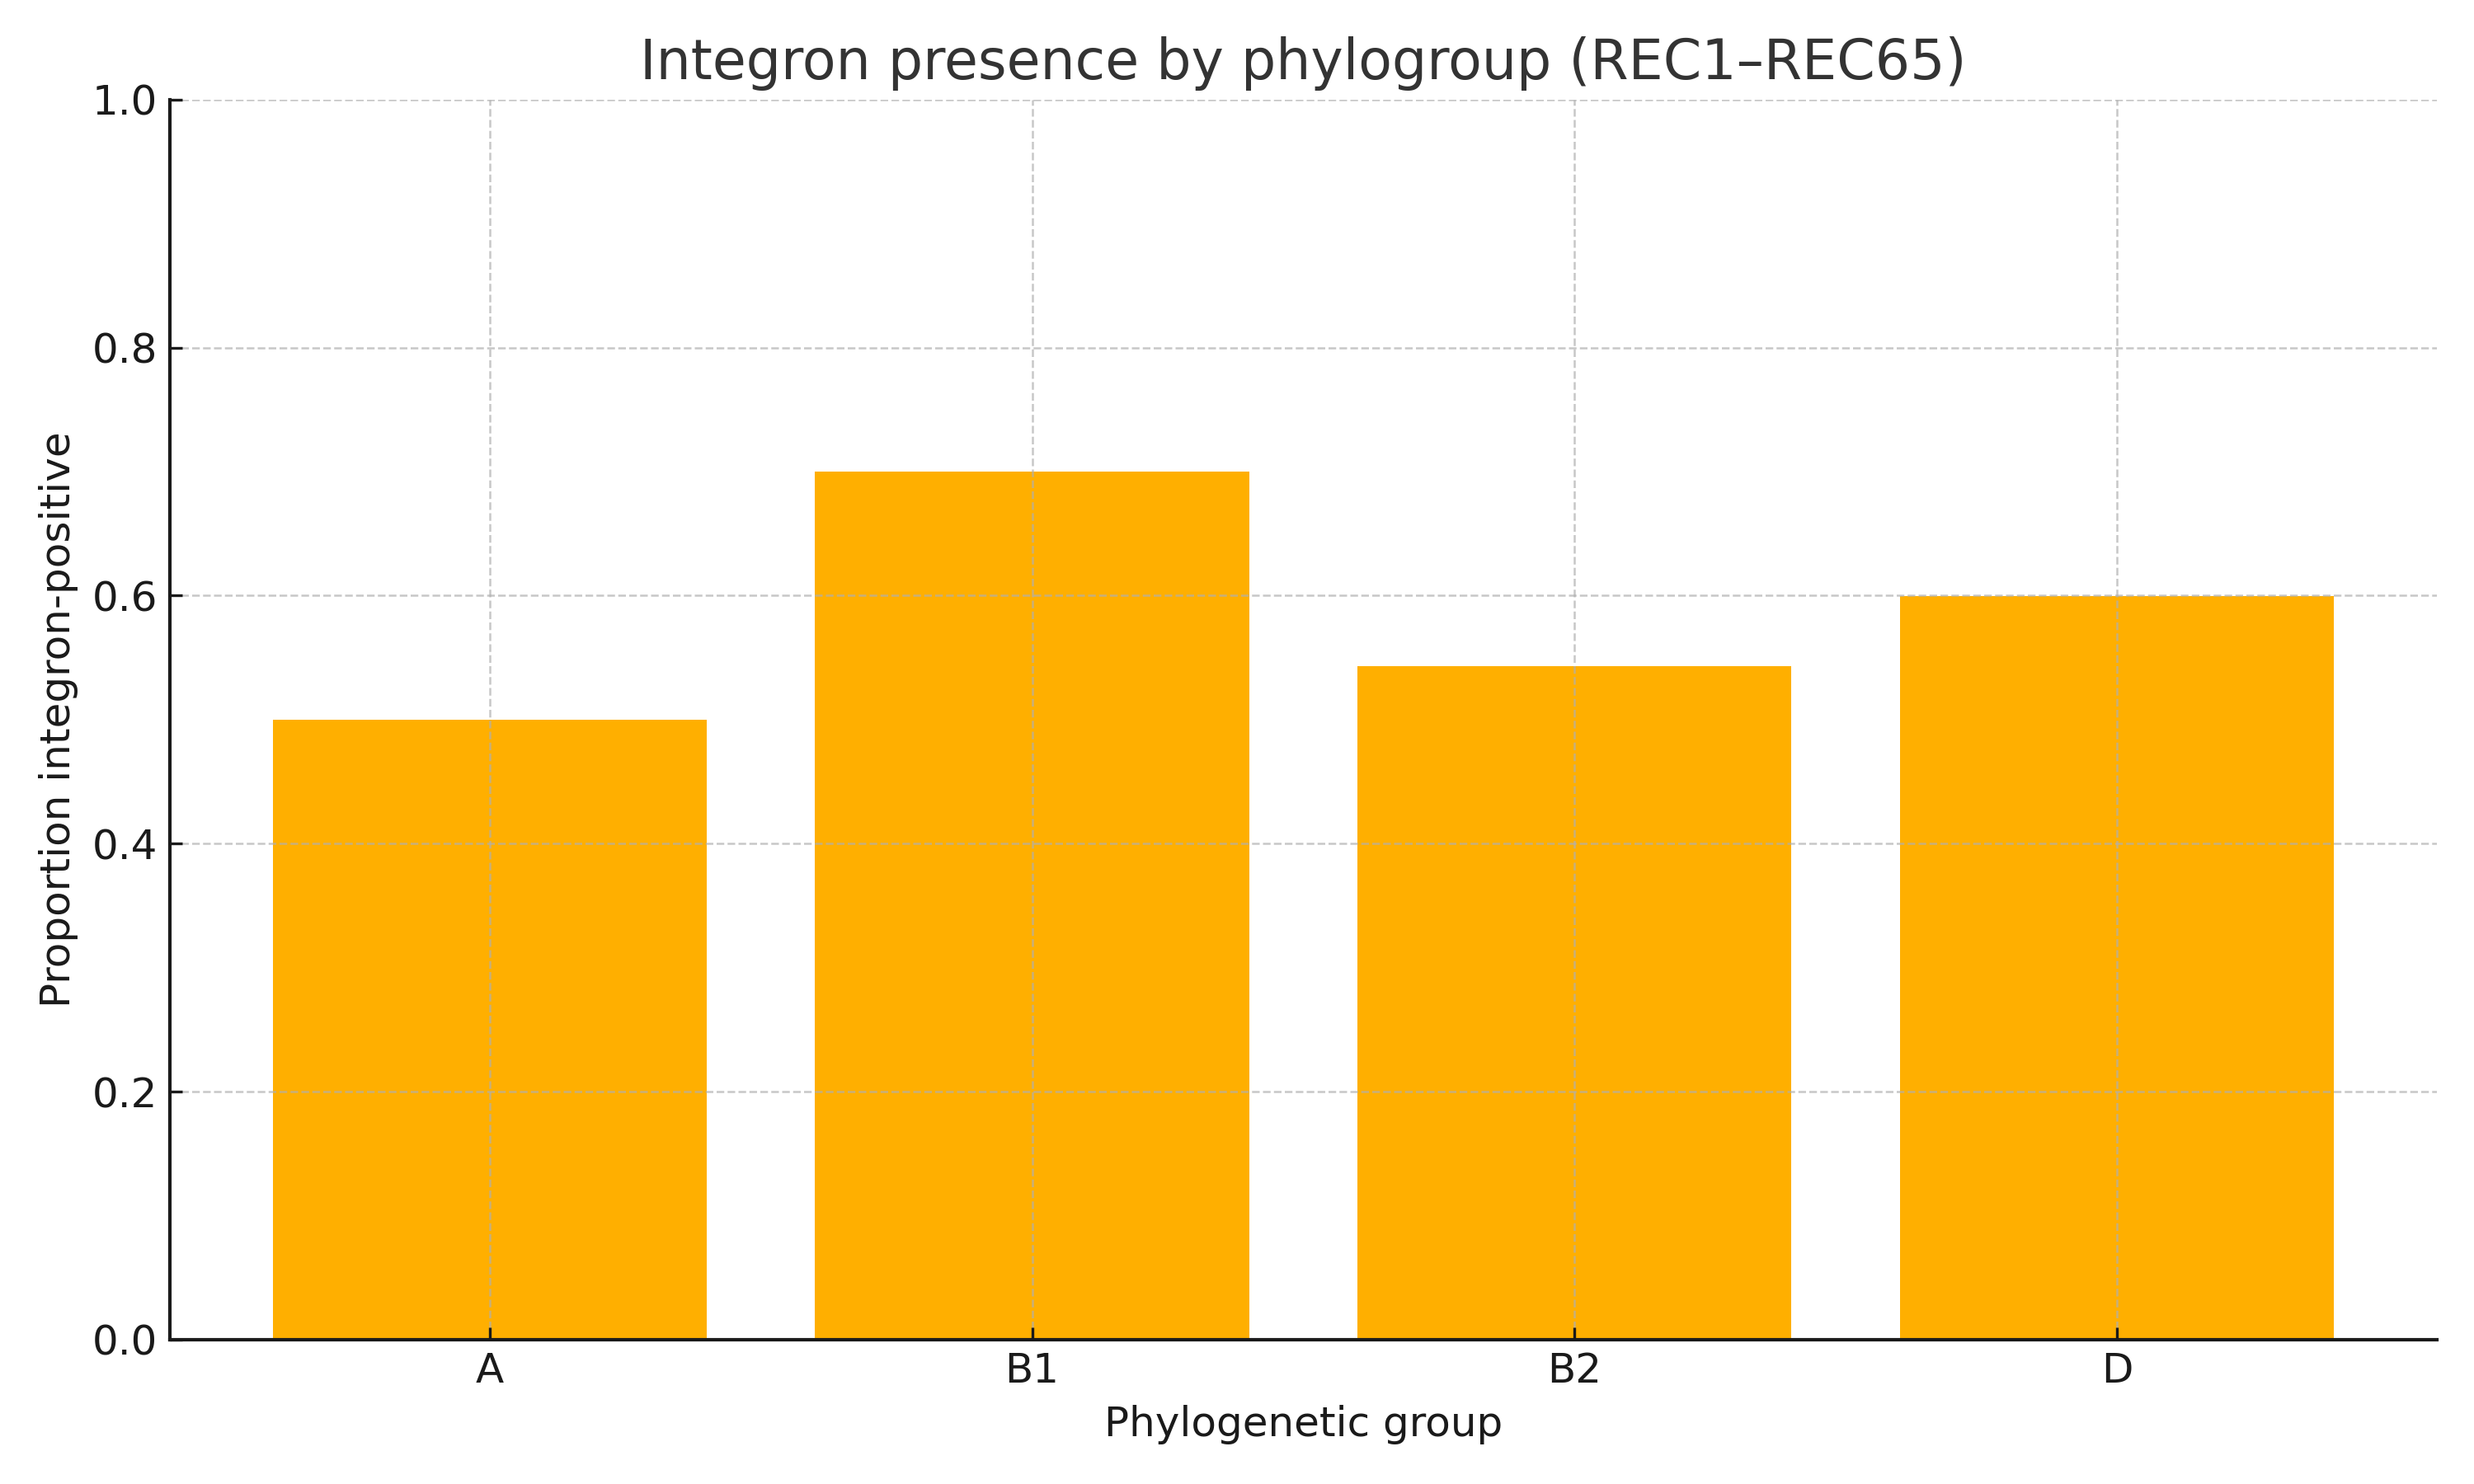 Integron presence by phylogroup (REC1–REC65)
1.0
0.8
0.6
0.4
0.2
0.0
Proportion integron-positive
A B1 B2 D
Phylogenetic group